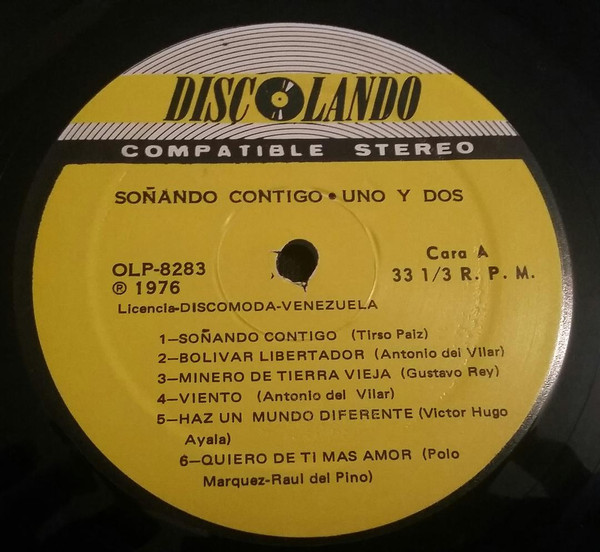 DISCOLANDO
COMPATIBLE STEREO
SOÑANDO CONTIGO • UNO Y DOS
OLP-8283
℗ 1976
Cara A
33 1/3 R. P. M.
Licencia-DISCOMODA-VENEZUELA
1—SOÑANDO CONTIGO (Tirso Paiz)
2—BOLIVAR LIBERTADOR (Antonio del Vilar)
3—MINERO DE TIERRA VIEJA (Gustavo Rey)
4—VIENTO (Antonio del Vilar)
5—HAZ UN MUNDO DIFERENTE (Victor Hugo
Ayala)
6—QUIERO DE TI MAS AMOR (Polo
Marquez-Raul del Pino)